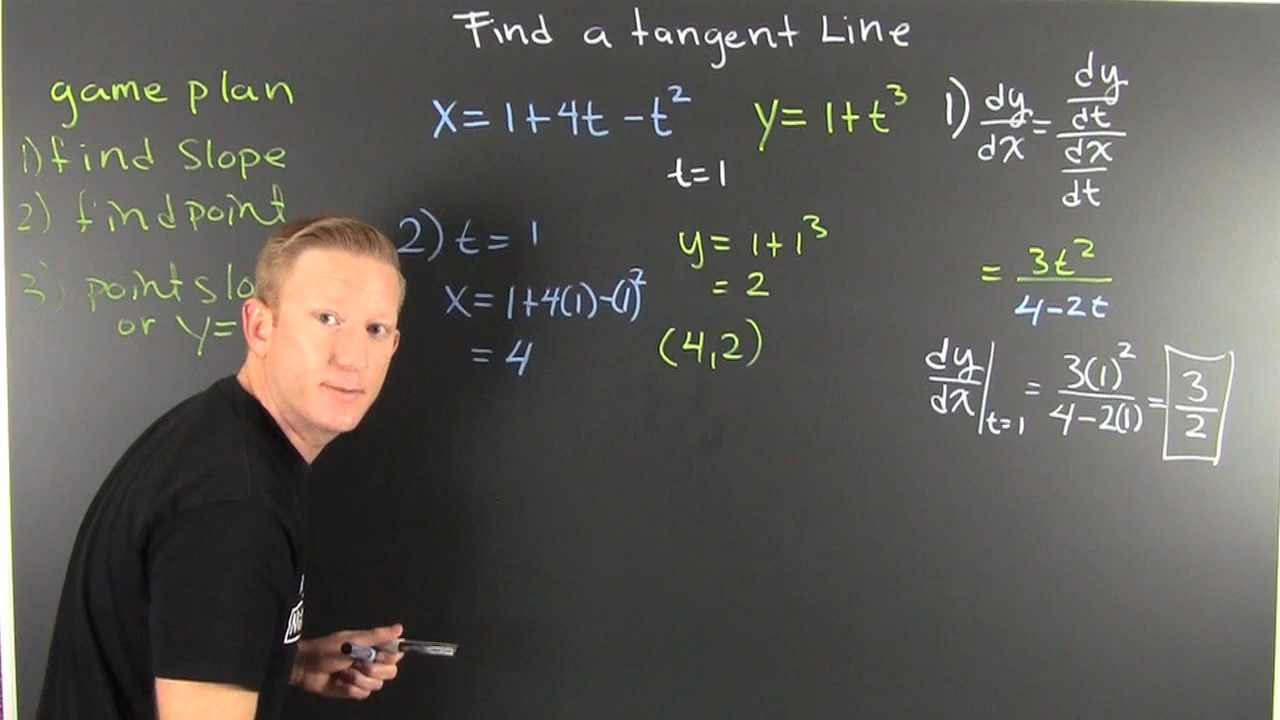 Find a tangent Line
game plan
1) find slope
2) find point
3) point slo
or y=
x = 1+4t-t² y = 1+t³
t=1
2) t = 1
x = 1+4(1)-(1)²
= 4
y = 1+1³
= 2
(4,2)
1) dy/dx = (dy/dt)/(dx/dt)
= 3t²/(4-2t)
dy/dx|t=1 = 3(1)²/(4-2(1)) = 3/2